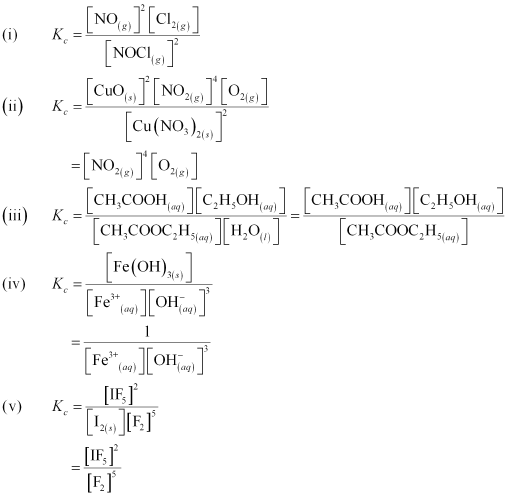 (i) K_c = [NO_(g)]^2 [Cl_2(g)] / [NOCl_(g)]^2
(ii) K_c = [CuO_(s)]^2 [NO_2(g)]^4 [O_2(g)] / [Cu(NO_3)_2(s)]^2
= [NO_2(g)]^4 [O_2(g)]
(iii) K_c = [CH_3COOH_(aq)][C_2H_5OH_(aq)] / [CH_3COOC_2H_5(aq)][H_2O_(l)] = [CH_3COOH_(aq)][C_2H_5OH_(aq)] / [CH_3COOC_2H_5(aq)]
(iv) K_c = [Fe(OH)_3(s)] / [Fe^3+_(aq)][OH^-_(aq)]^3
= 1 / [Fe^3+_(aq)][OH^-_(aq)]^3
(v) K_c = [IF_5]^2 / [I_2(s)][F_2]^5
= [IF_5]^2 / [F_2]^5